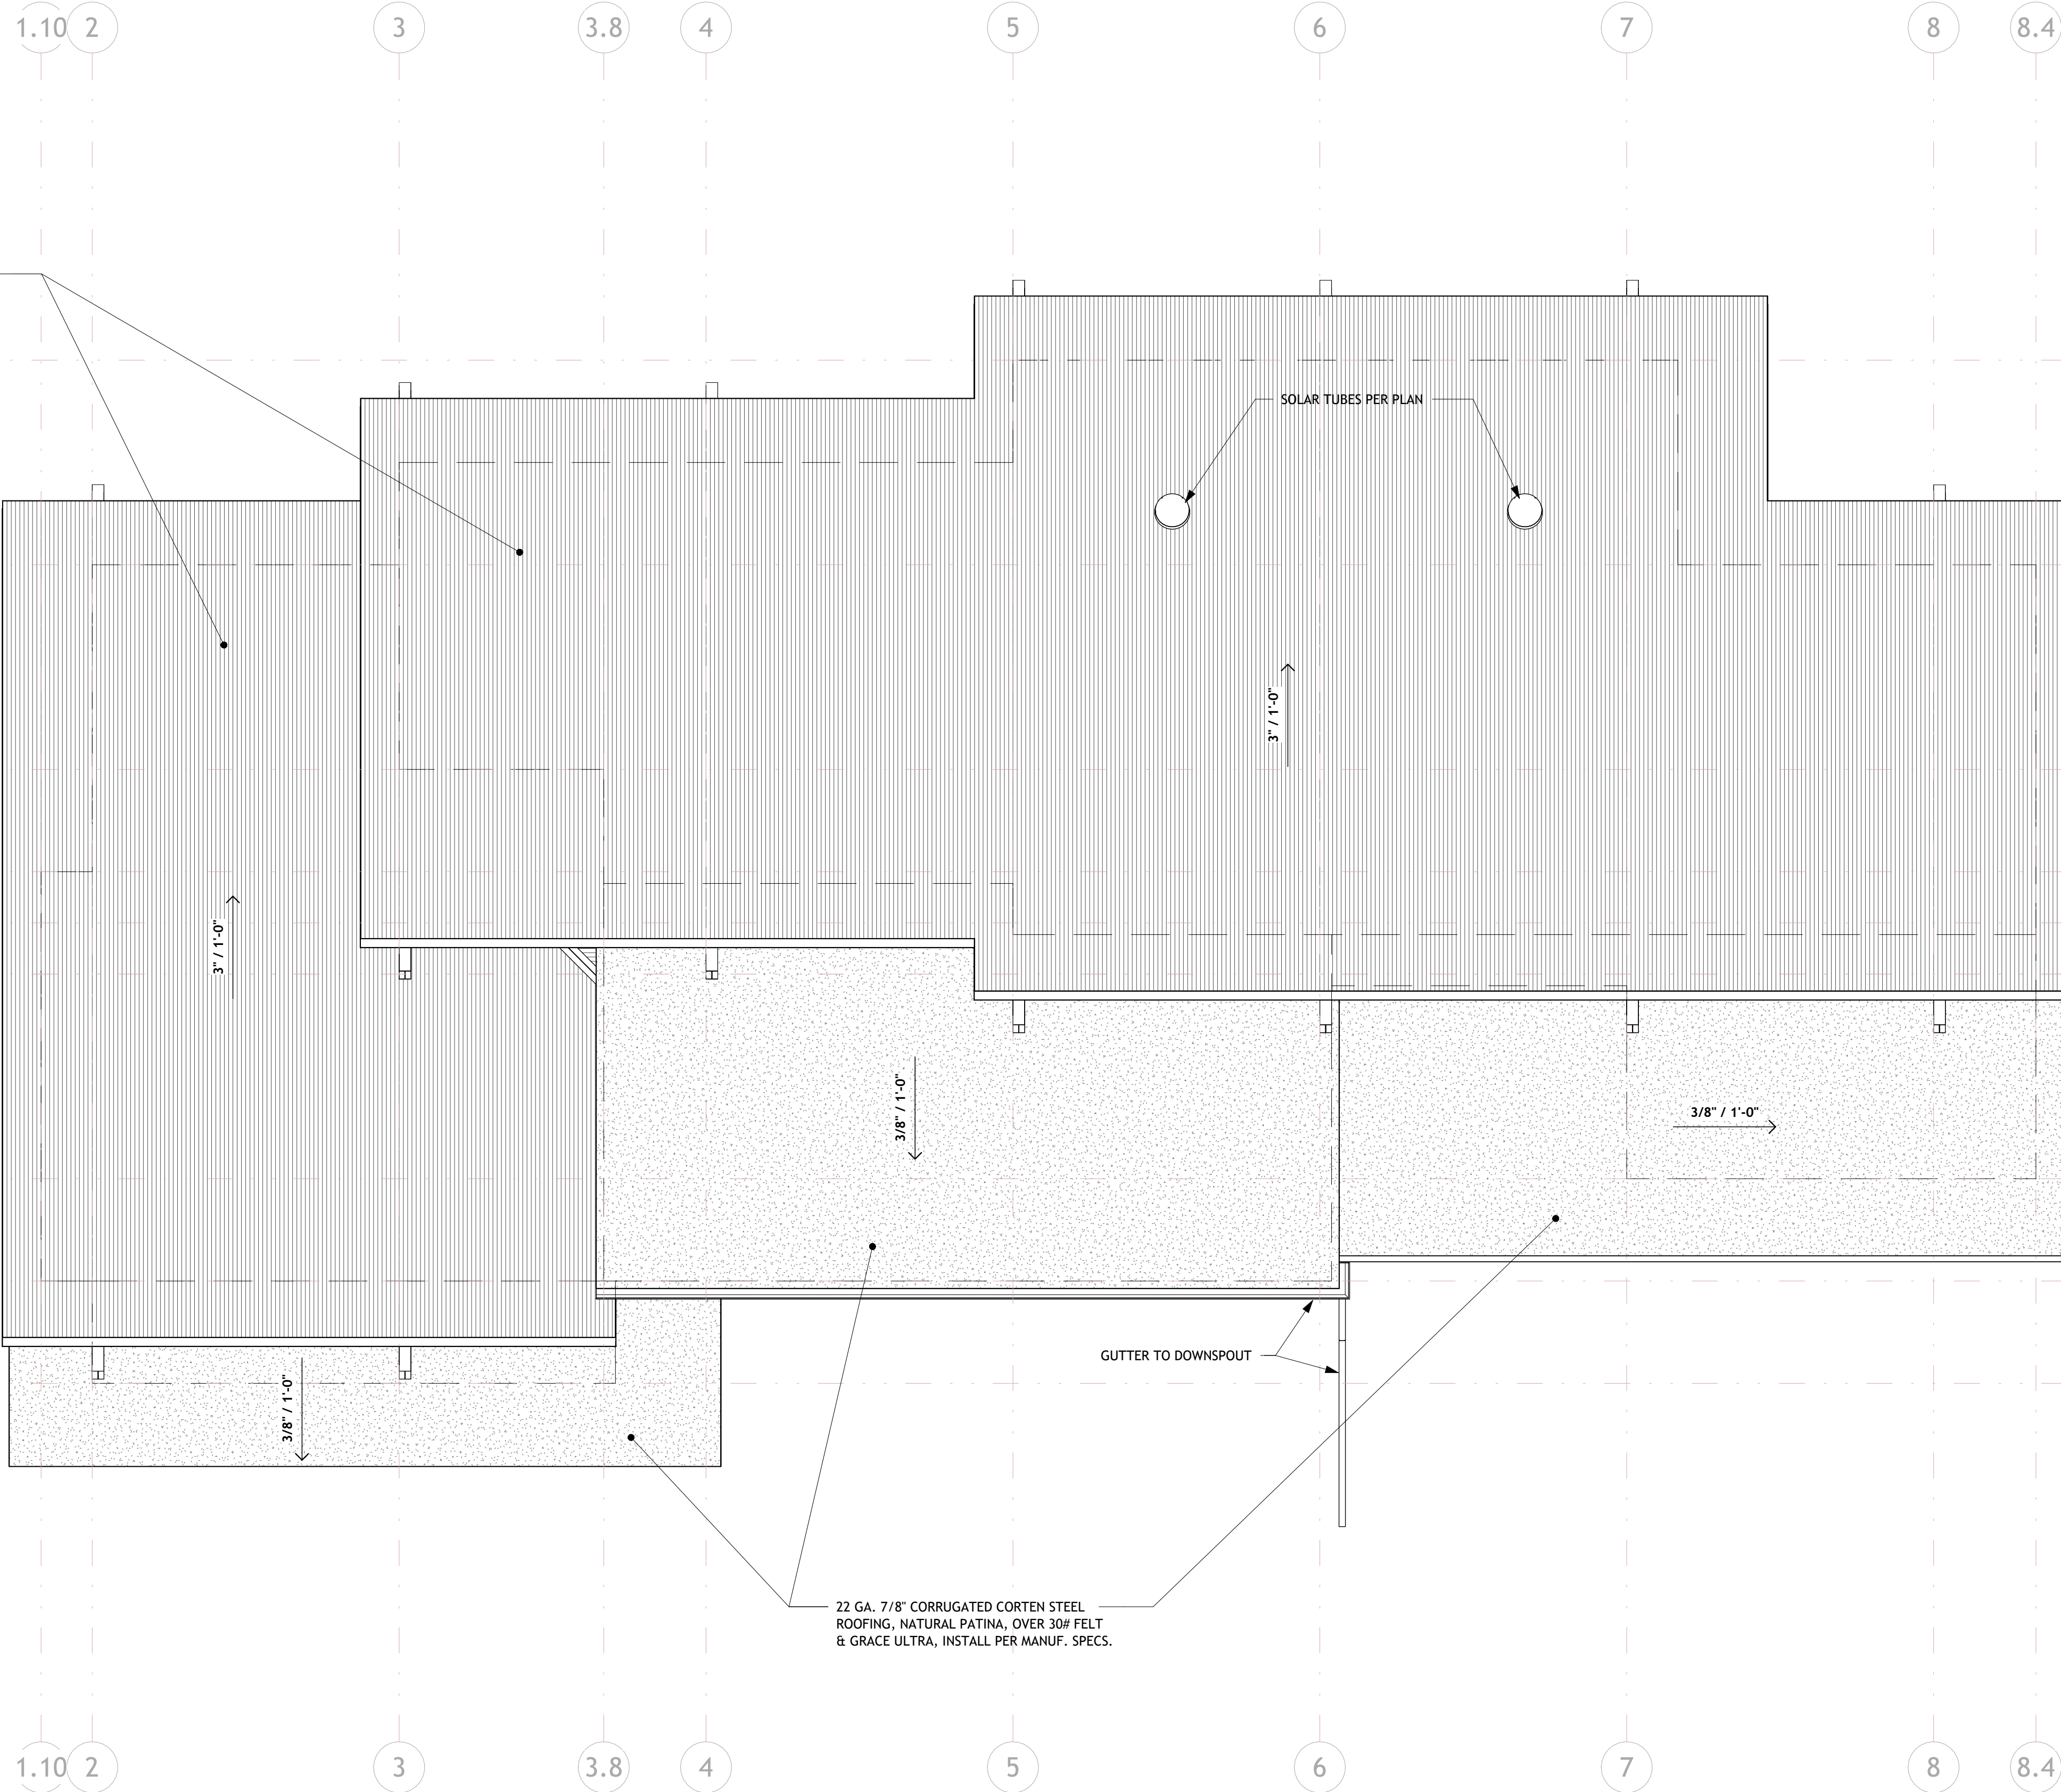 1.10 2 3 3.8 4 5 6 7 8 8.4
SOLAR TUBES PER PLAN
3" / 1'-0"
3" / 1'-0"
3/8" / 1'-0"
3/8" / 1'-0"
GUTTER TO DOWNSPOUT
3/8" / 1'-0"
22 GA. 7/8" CORRUGATED CORTEN STEEL
ROOFING, NATURAL PATINA, OVER 30# FELT
& GRACE ULTRA, INSTALL PER MANUF. SPECS.
1.10 2 3 3.8 4 5 6 7 8 8.4